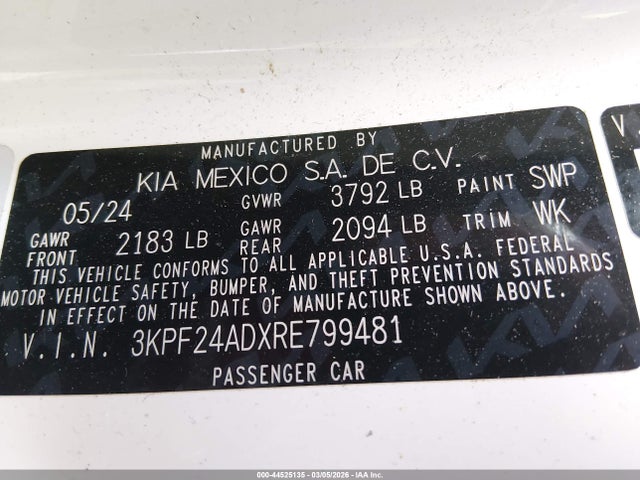 MANUFACTURED BY
KIA MEXICO S.A. DE C.V.
05/24 GVWR 3792 LB PAINT SWP
GAWR FRONT 2183 LB GAWR REAR 2094 LB TRIM WK
THIS VEHICLE CONFORMS TO ALL APPLICABLE U.S.A. FEDERAL
MOTOR VEHICLE SAFETY, BUMPER, AND THEFT PREVENTION STANDARDS
IN EFFECT ON THE DATE OF MANUFACTURE SHOWN ABOVE.
V.I.N. 3KPF24ADXRE799481
PASSENGER CAR
V
000-44525135 - 03/05/2026 - IAA Inc.